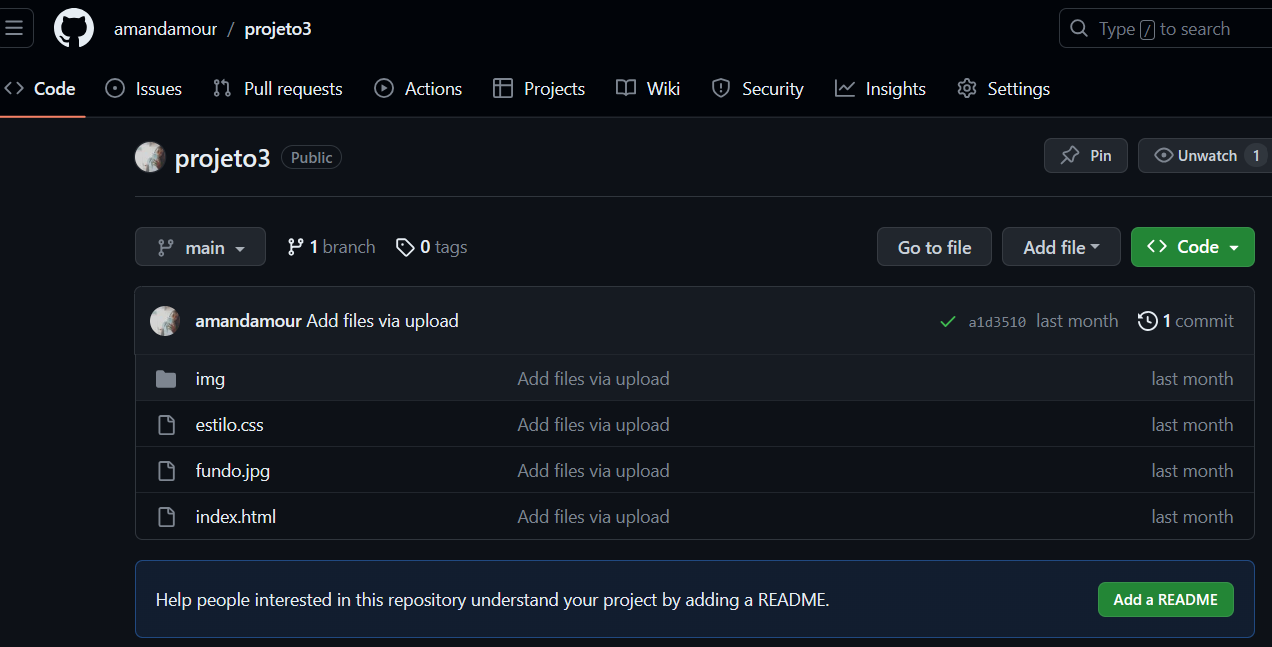 amandamour / projeto3
Type / to search
Code Issues Pull requests Actions Projects Wiki Security Insights Settings
projeto3 Public
Pin Unwatch 1
main 1 branch 0 tags
Go to file Add file Code
amandamour Add files via upload a1d3510 last month 1 commit
img Add files via upload last month
estilo.css Add files via upload last month
fundo.jpg Add files via upload last month
index.html Add files via upload last month
Help people interested in this repository understand your project by adding a README. Add a README